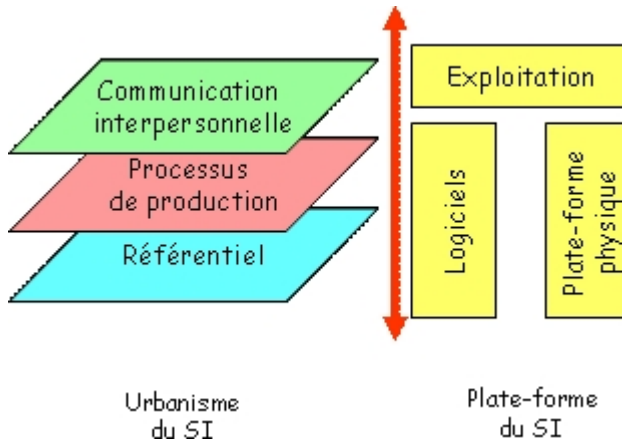 Communication
interpersonnelle
Processus
de production
Référentiel
Exploitation
Logiciels
Plate-forme
physique
Urbanisme
du SI
Plate-forme
du SI